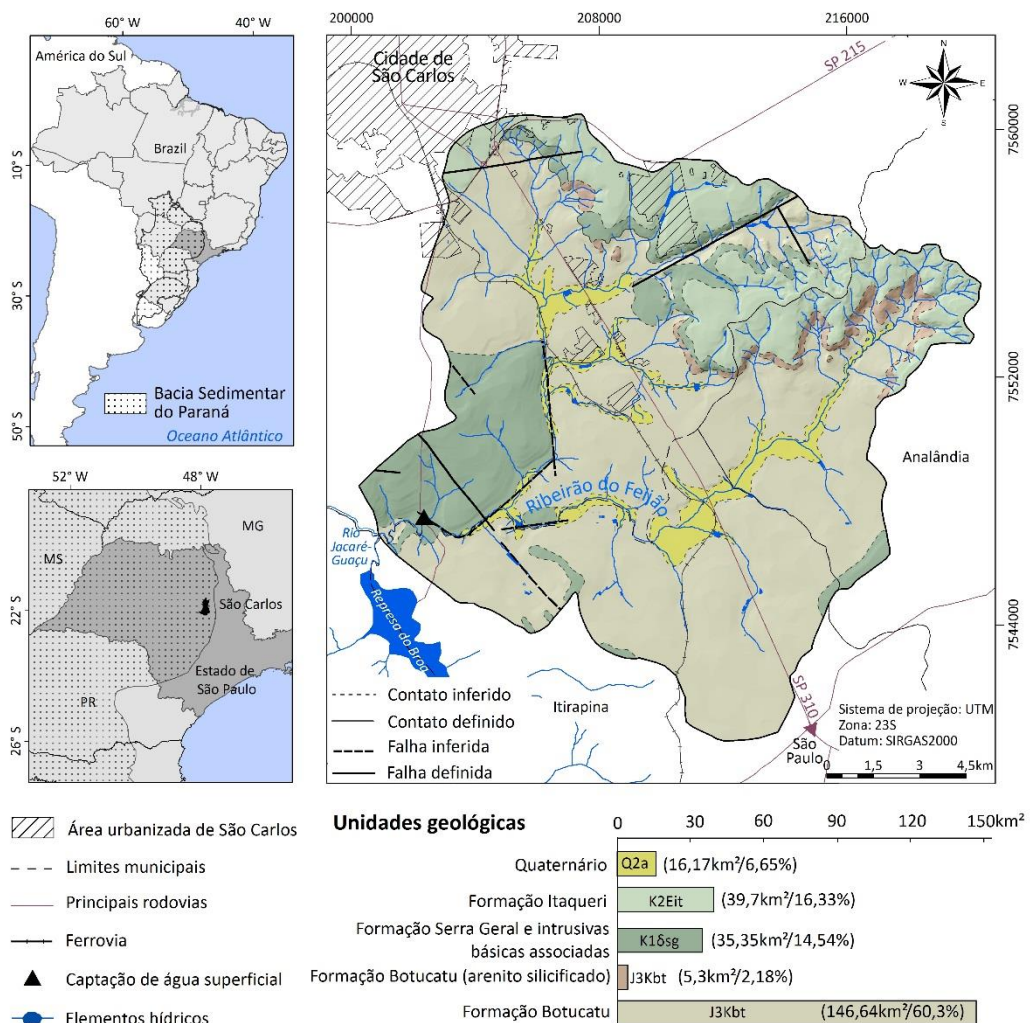 60° W
40° W
América do Sul
Brazil
10°S
30°S
50°S
Bacia Sedimentar
do Paraná
Oceano Atlântico
52° W
48° W
MG
MS
São Carlos
22°S
Estado de
São Paulo
PR
26°S
200000
208000
216000
Cidade de
São Carlos
SP 215
N
W
E
S
7560000
7552000
Analândia
Ribeirão do Feijão
Rio
Jacaré-
Guaçu
Represa do Broa
7544000
Itirapina
SP 310
São
Paulo
Contato inferido
Contato definido
Falha inferida
Falha definida
Sistema de projeção: UTM
Zona: 23S
Datum: SIRGAS2000
0 1,5 3 4,5km
Área urbanizada de São Carlos
Limites municipais
Principais rodovias
Ferrovia
Captação de água superficial
Elementos hídricos
Unidades geológicas
0 30 60 90 120 150km²
Quaternário Q2a (16,17km²/6,65%)
Formação Itaqueri K2Eit (39,7km²/16,33%)
Formação Serra Geral e intrusivas
básicas associadas K1δsg (35,35km²/14,54%)
Formação Botucatu (arenito silicificado) J3Kbt (5,3km²/2,18%)
Formação Botucatu J3Kbt (146,64km²/60,3%)